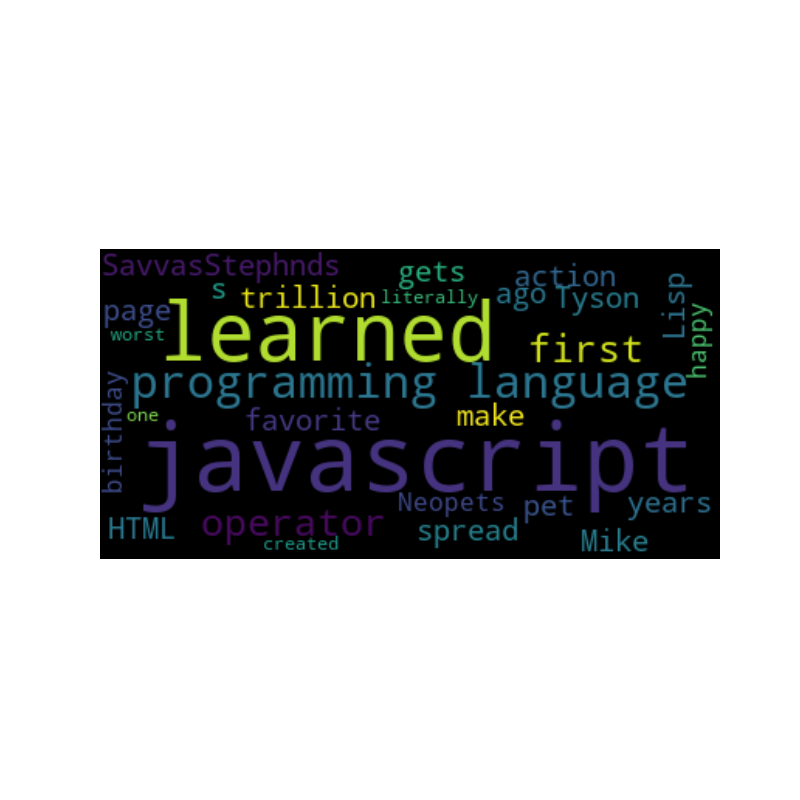 SavvasStephnds
gets
action
Lisp
s
trillion
literally
ago
Tyson
page
learned
happy
worst
first
programming language
birthday
one
favorite
make
javascript
Neopets
pet
years
HTML
operator
spread
created
Mike